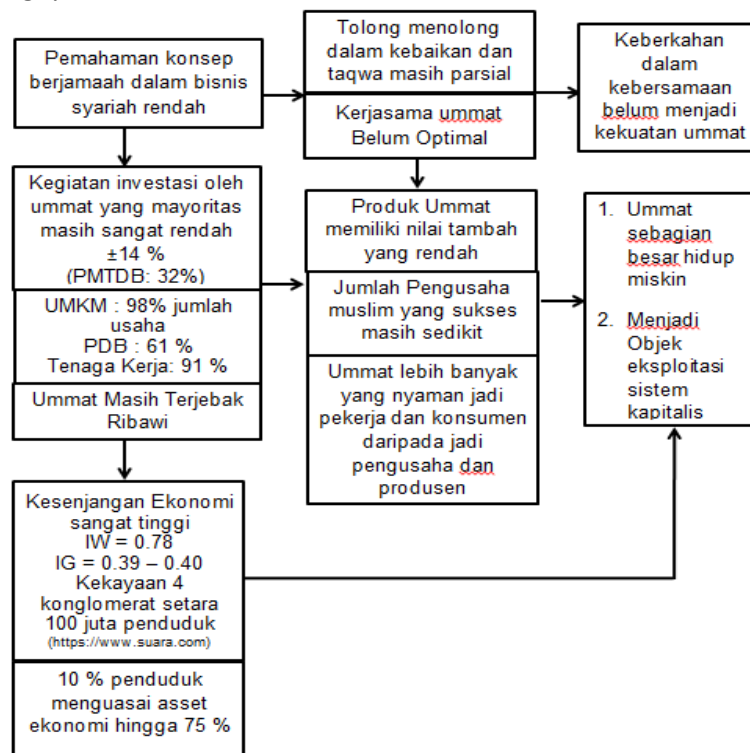 Pemahaman konsep
berjamaah dalam bisnis
syariah rendah
Tolong menolong
dalam kebaikan dan
taqwa masih parsial
Kerjasama ummat
Belum Optimal
Keberkahan
dalam
kebersamaan
belum menjadi
kekuatan ummat
Kegiatan investasi oleh
ummat yang mayoritas
masih sangat rendah
±14 %
(PMTDB: 32%)
UMKM : 98% jumlah
usaha
PDB : 61 %
Tenaga Kerja: 91 %
Ummat Masih Terjebak
Ribawi
Produk Ummat
memiliki nilai tambah
yang rendah
Jumlah Pengusaha
muslim yang sukses
masih sedikit
Ummat lebih banyak
yang nyaman jadi
pekerja dan konsumen
daripada jadi
pengusaha dan
produsen
1. Ummat
sebagian
besar hidup
miskin
2. Menjadi
Objek
eksploitasi
sistem
kapitalis
Kesenjangan Ekonomi
sangat tinggi
IW = 0.78
IG = 0.39 – 0.40
Kekayaan 4
konglomerat setara
100 juta penduduk
(https://www.suara.com)
10 % penduduk
menguasai asset
ekonomi hingga 75 %